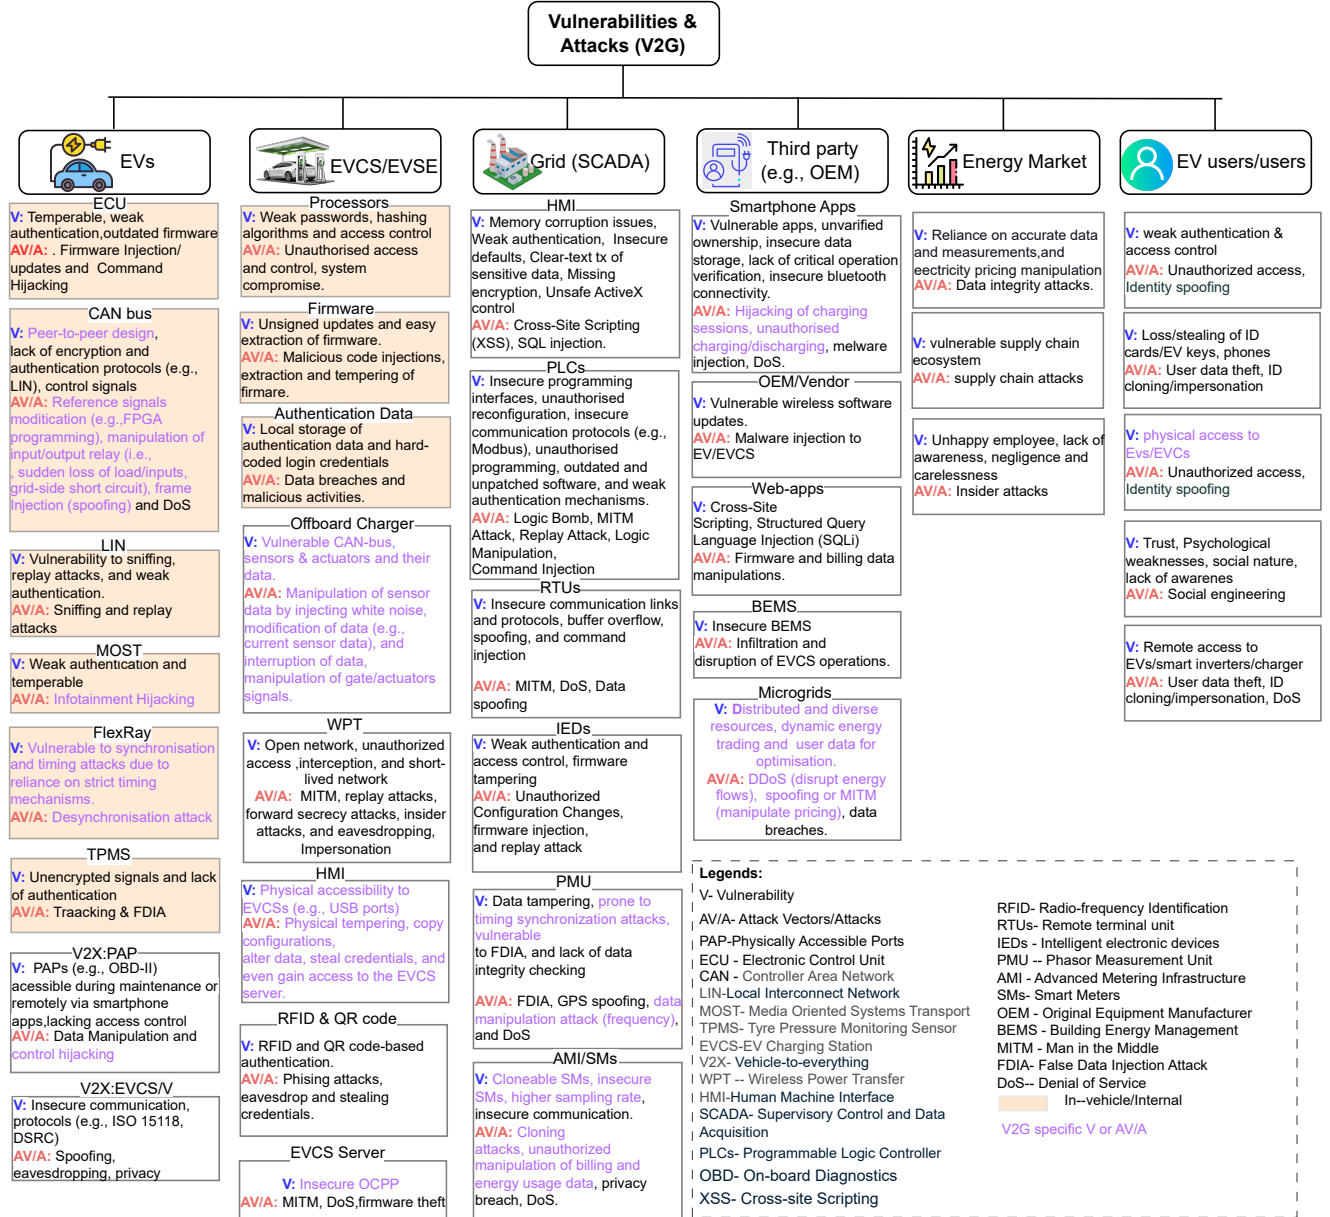 Vulnerabilities &
Attacks (V2G)
EVs
ECU
V: Temperable, weak
authentication,outdated firmware
AV/A: . Firmware Injection/
updates and Command
Hijacking
CAN bus
V: Peer-to-peer design,
lack of encryption and
authentication protocols (e.g.,
LIN), control signals
AV/A: Reference signals
moditication (e.g.,FPGA
programming), manipulation of
input/output relay (i.e.,
, sudden loss of load/inputs,
grid-side short circuit), frame
Injection (spoofing) and DoS
LIN
V: Vulnerability to sniffing,
replay attacks, and weak
authentication.
AV/A: Sniffing and replay
attacks
MOST
V: Weak authentication and
temperable
AV/A: Infotainment Hijacking
FlexRay
V: Vulnerable to synchronisation
and timing attacks due to
reliance on strict timing
mechanisms.
AV/A: Desynchronisation attack
TPMS
V: Unencrypted signals and lack
of authentication
AV/A: Traacking & FDIA
V2X:PAP
V: PAPs (e.g., OBD-II)
acessible during maintenance or
remotely via smartphone
apps,lacking access control
AV/A: Data Manipulation and
control hijacking
V2X:EVCS/V
V: Insecure communication,
protocols (e.g., ISO 15118,
DSRC)
AV/A: Spoofing,
eavesdropping, privacy
EVCS/EVSE
Processors
V: Weak passwords, hashing
algorithms and access control
AV/A: Unauthorised access
and control, system
compromise.
Firmware
V: Unsigned updates and easy
extraction of firmware.
AV/A: Malicious code injections,
extraction and tempering of
firmare.
Authentication Data
V: Local storage of
authentication data and hard-
coded login credentials
AV/A: Data breaches and
malicious activities.
Offboard Charger
V: Vulnerable CAN-bus,
sensors & actuators and their
data.
AV/A: Manipulation of sensor
data by injecting white noise,
modification of data (e.g.,
current sensor data), and
interruption of data,
manipulation of gate/actuators
signals.
WPT
V: Open network, unauthorized
access ,interception, and short-
lived network
AV/A: MITM, replay attacks,
forward secrecy attacks, insider
attacks, and eavesdropping,
Impersonation
HMI
V: Physical accessibility to
EVCSs (e.g., USB ports)
AV/A: Physical tempering, copy
configurations,
alter data, steal credentials, and
even gain access to the EVCS
server.
RFID & QR code
V: RFID and QR code-based
authentication.
AV/A: Phising attacks,
eavesdrop and stealing
credentials.
EVCS Server
V: Insecure OCPP
AV/A: MITM, DoS,firmware theft
Grid (SCADA)
HMI
V: Memory corruption issues,
Weak authentication, Insecure
defaults, Clear-text tx of
sensitive data, Missing
encryption, Unsafe ActiveX
control
AV/A: Cross-Site Scripting
(XSS), SQL injection.
PLCs
V: Insecure programming
interfaces, unauthorised
reconfiguration, insecure
communication protocols (e.g.,
Modbus), unauthorised
programming, outdated and
unpatched software, and weak
authentication mechanisms.
AV/A: Logic Bomb, MITM
Attack, Replay Attack, Logic
Manipulation,
Command Injection
RTUs
V: Insecure communication links
and protocols, buffer overflow,
spoofing, and command
injection
AV/A: MITM, DoS, Data
spoofing
IEDs
V: Weak authentication and
access control, firmware
tampering
AV/A: Unauthorized
Configuration Changes,
firmware injection,
and replay attack
PMU
V: Data tampering, prone to
timing synchronization attacks,
vulnerable
to FDIA, and lack of data
integrity checking
AV/A: FDIA, GPS spoofing, data
manipulation attack (frequency),
and DoS
AMI/SMs
V: Cloneable SMs, insecure
SMs, higher sampling rate,
insecure communication.
AV/A: Cloning
attacks, unauthorized
manipulation of billing and
energy usage data, privacy
breach, DoS.
Third party
(e.g., OEM)
Smartphone Apps
V: Vulnerable apps, unvarified
ownership, insecure data
storage, lack of critical operation
verification, insecure bluetooth
connectivity.
AV/A: Hijacking of charging
sessions, unauthorised
charging/discharging, melware
injection, DoS.
OEM/Vendor
V: Vulnerable wireless software
updates.
AV/A: Malware injection to
EV/EVCS
Web-apps
V: Cross-Site
Scripting, Structured Query
Language Injection (SQLi)
AV/A: Firmware and billing data
manipulations.
BEMS
V: Insecure BEMS
AV/A: Infiltration and
disruption of EVCS operations.
Microgrids
V: Distributed and diverse
resources, dynamic energy
trading and user data for
optimisation.
AV/A: DDoS (disrupt energy
flows), spoofing or MITM
(manipulate pricing), data
breaches.
Energy Market
V: Reliance on accurate data
and measurements,and
eectricity pricing manipulation
AV/A: Data integrity attacks.
V: vulnerable supply chain
ecosystem
AV/A: supply chain attacks
V: Unhappy employee, lack of
awareness, negligence and
carelessness
AV/A: Insider attacks
EV users/users
V: weak authentication &
access control
AV/A: Unauthorized access,
Identity spoofing
V: Loss/stealing of ID
cards/EV keys, phones
AV/A: User data theft, ID
cloning/impersonation
V: physical access to
Evs/EVCs
AV/A: Unauthorized access,
Identity spoofing
V: Trust, Psychological
weaknesses, social nature,
lack of awarenes
AV/A: Social engineering
V: Remote access to
EVs/smart inverters/charger
AV/A: User data theft, ID
cloning/impersonation, DoS
Legends:
V- Vulnerability
AV/A- Attack Vectors/Attacks
PAP-Physically Accessible Ports
ECU - Electronic Control Unit
CAN - Controller Area Network
LIN-Local Interconnect Network
MOST- Media Oriented Systems Transport
TPMS- Tyre Pressure Monitoring Sensor
EVCS-EV Charging Station
V2X- Vehicle-to-everything
WPT -- Wireless Power Transfer
HMI-Human Machine Interface
SCADA- Supervisory Control and Data
Acquisition
PLCs- Programmable Logic Controller
OBD- On-board Diagnostics
XSS- Cross-site Scripting
RFID- Radio-frequency Identification
RTUs- Remote terminal unit
IEDs - Intelligent electronic devices
PMU -- Phasor Measurement Unit
AMI - Advanced Metering Infrastructure
SMs- Smart Meters
OEM - Original Equipment Manufacturer
BEMS - Building Energy Management
MITM - Man in the Middle
FDIA- False Data Injection Attack
DoS-- Denial of Service
In--vehicle/Internal
V2G specific V or AV/A